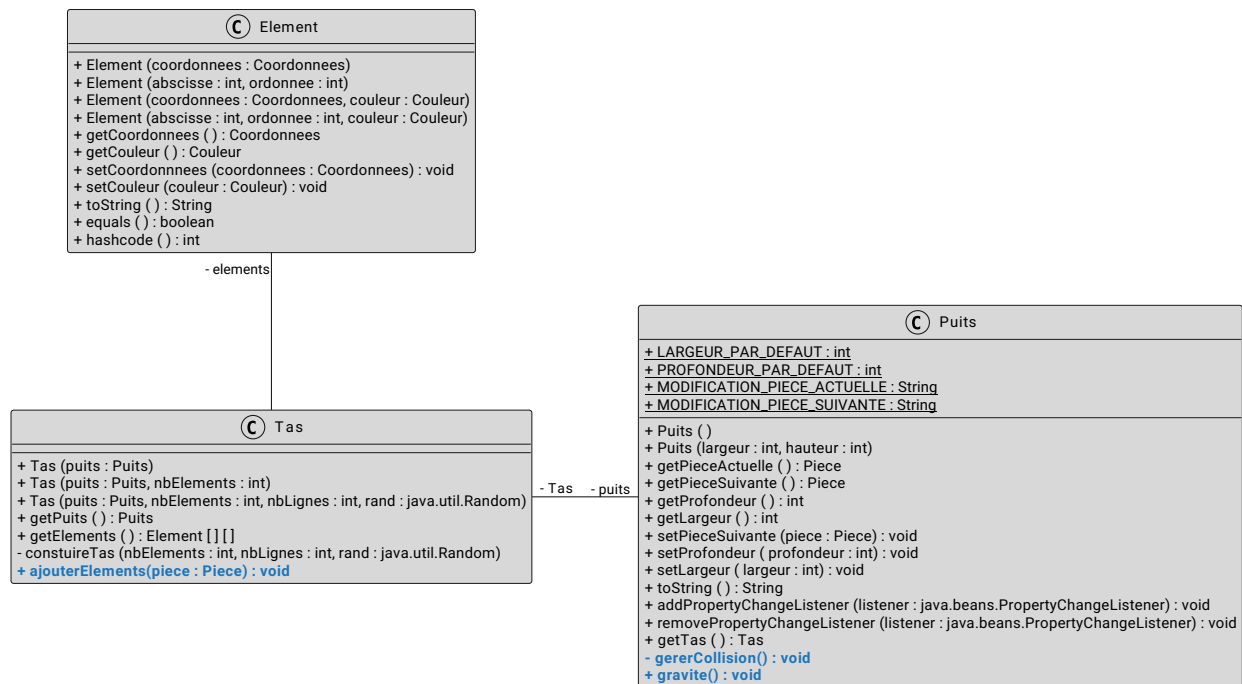 C Element
+ Element (coordonnees : Coordonnees)
+ Element (abscisse : int, ordonnee : int)
+ Element (coordonnees : Coordonnees, couleur : Couleur)
+ Element (abscisse : int, ordonnee : int, couleur : Couleur)
+ getCoordonnees ( ) : Coordonnees
+ getCouleur ( ) : Couleur
+ setCoordonnnees (coordonnees : Coordonnees) : void
+ setCouleur (couleur : Couleur) : void
+ toString ( ) : String
+ equals ( ) : boolean
+ hashcode ( ) : int
- elements
C Tas
+ Tas (puits : Puits)
+ Tas (puits : Puits, nbElements : int)
+ Tas (puits : Puits, nbElements : int, nbLignes : int, rand : java.util.Random)
+ getPuits ( ) : Puits
+ getElements ( ) : Element [ ] [ ]
- constuireTas (nbElements : int, nbLignes : int, rand : java.util.Random)
+ ajouterElements(piece : Piece) : void
- Tas
- puits
C Puits
+ LARGEUR_PAR_DEFAUT : int
+ PROFONDEUR_PAR_DEFAUT : int
+ MODIFICATION_PIECE_ACTUELLE : String
+ MODIFICATION_PIECE_SUIVANTE : String
+ Puits ( )
+ Puits (largeur : int, hauteur : int)
+ getPieceActuelle ( ) : Piece
+ getPieceSuivante ( ) : Piece
+ getProfondeur ( ) : int
+ getLargeur ( ) : int
+ setPieceSuivante (piece : Piece) : void
+ setProfondeur ( profondeur : int) : void
+ setLargeur ( largeur : int) : void
+ toString ( ) : String
+ addPropertyChangeListener (listener : java.beans.PropertyChangeListener) : void
+ removePropertyChangeListener (listener : java.beans.PropertyChangeListener) : void
+ getTas ( ) : Tas
- gererCollision() : void
+ gravite() : void